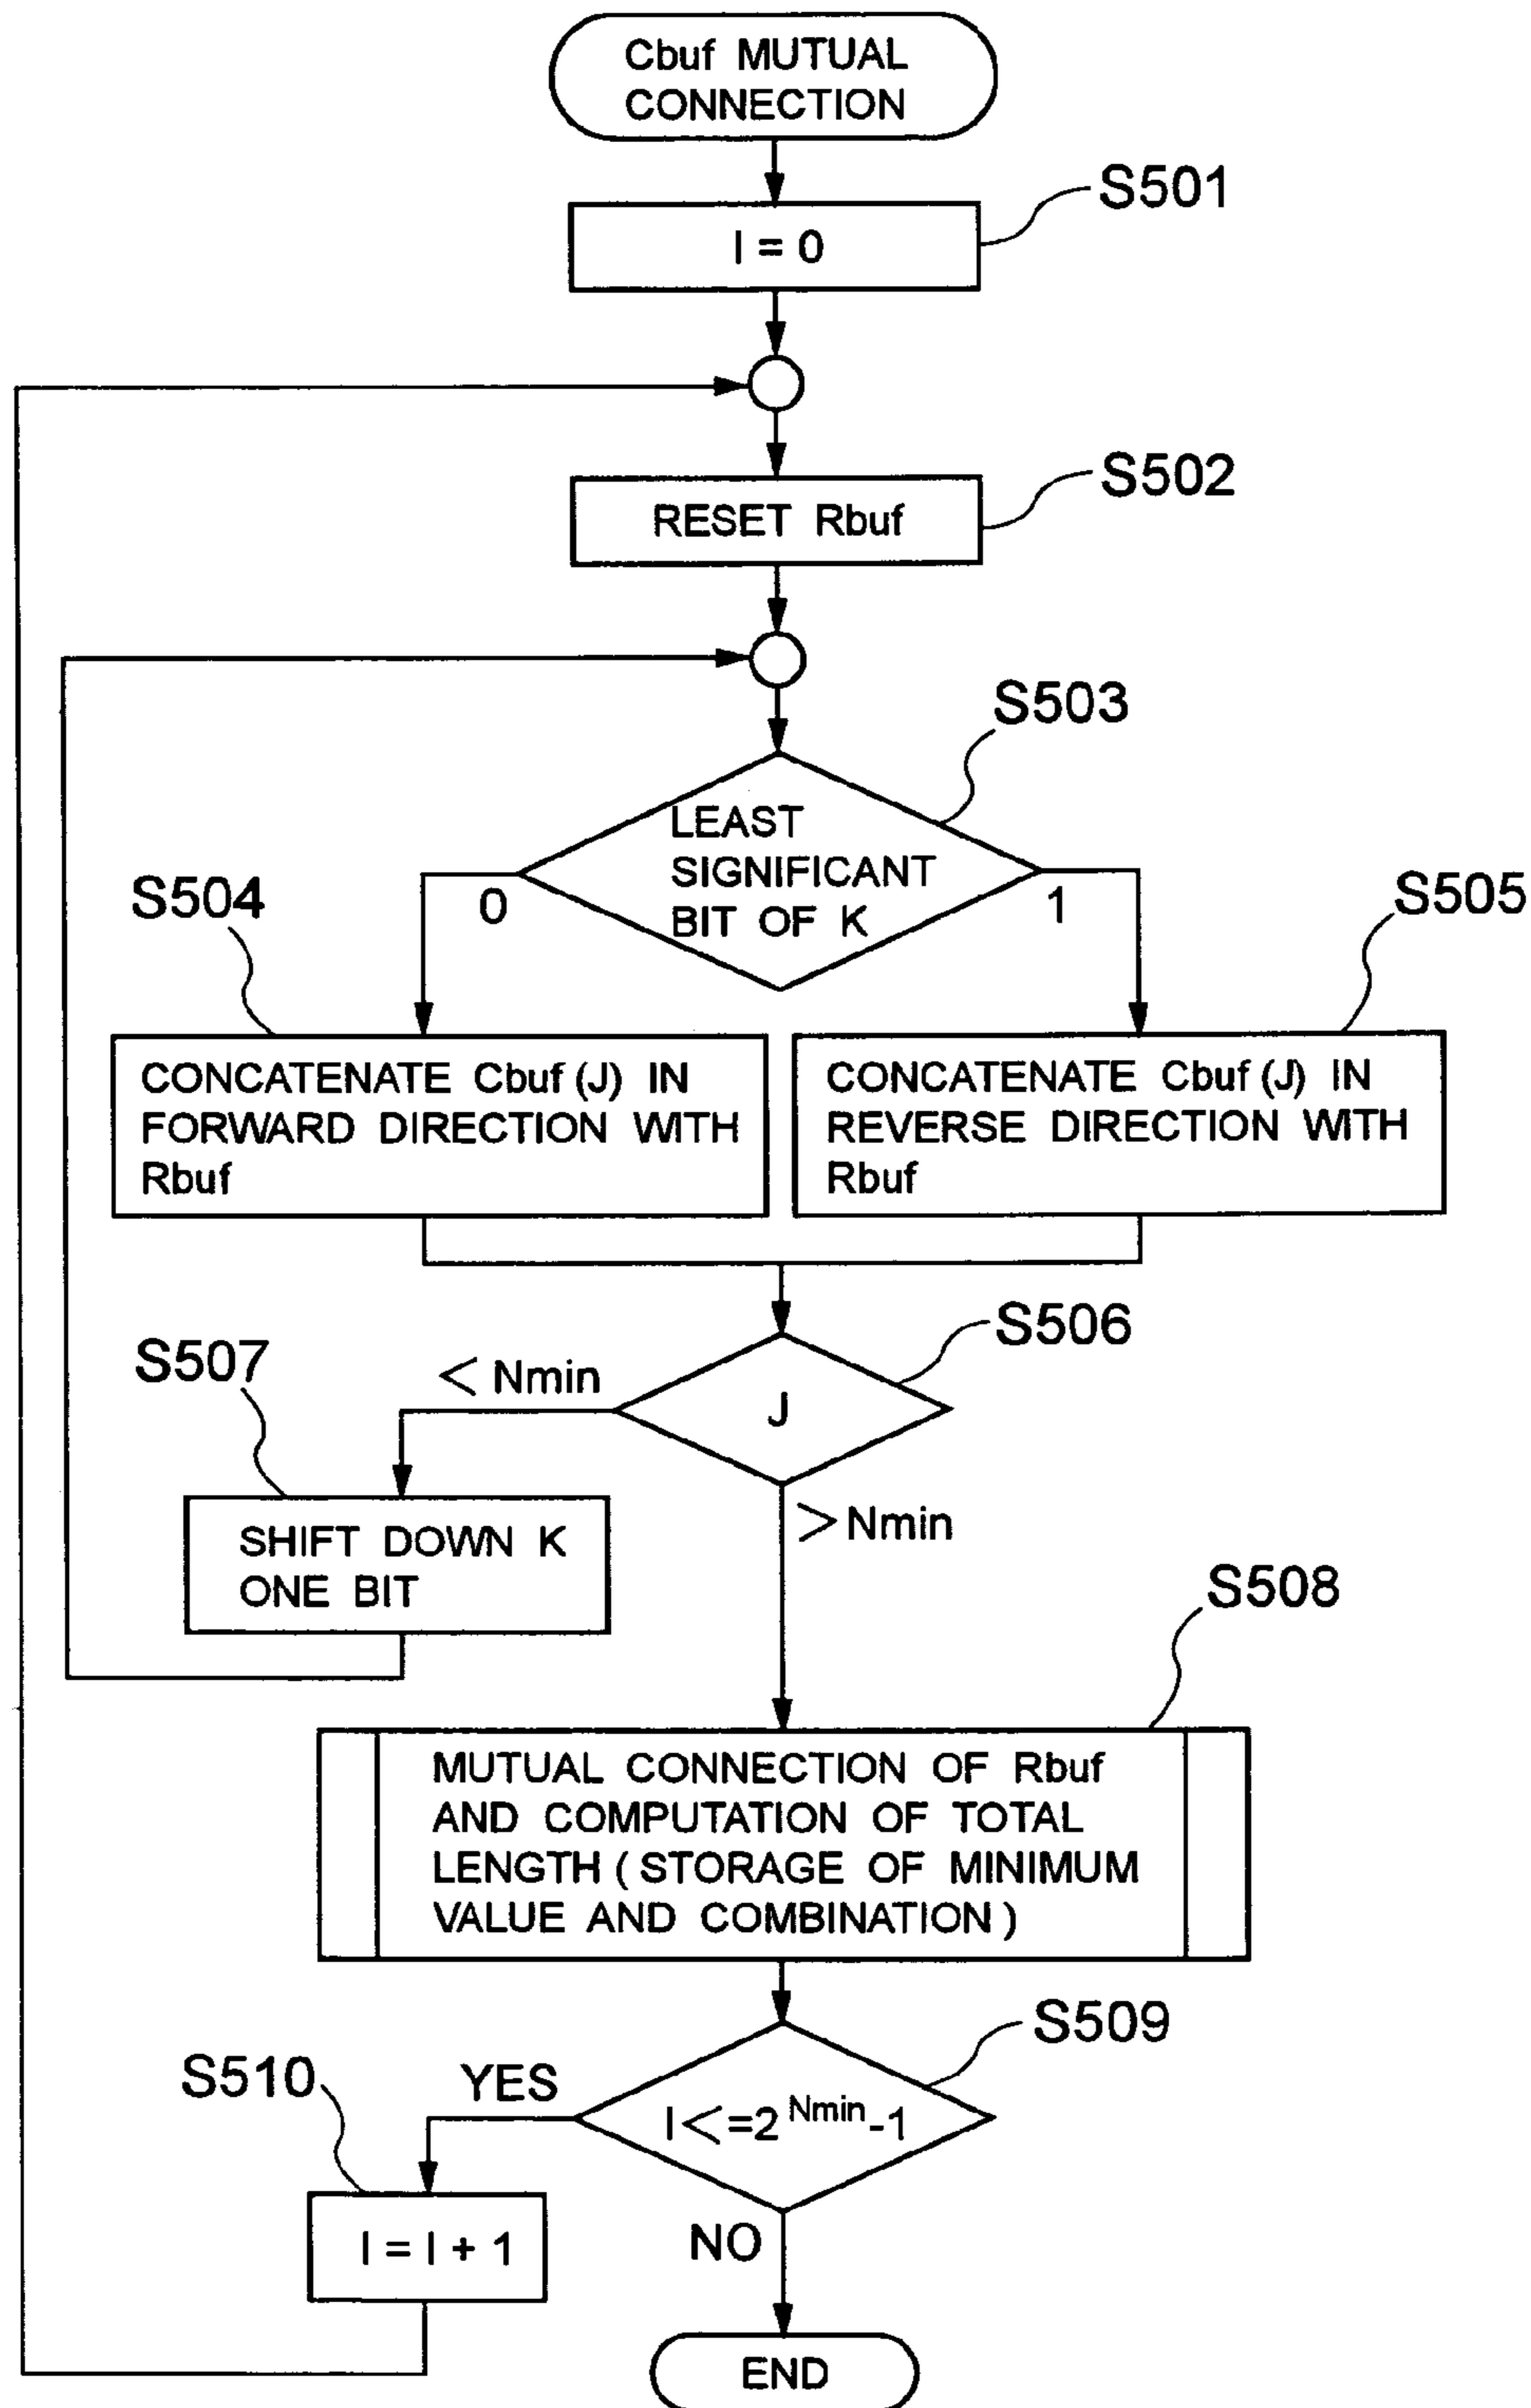 Cbuf MUTUAL
CONNECTION
S501
I = 0
S502
RESET Rbuf
S503
LEAST
SIGNIFICANT
BIT OF K
0
1
S504
S505
CONCATENATE Cbuf (J) IN
FORWARD DIRECTION WITH
Rbuf
CONCATENATE Cbuf (J) IN
REVERSE DIRECTION WITH
Rbuf
S506
J
< Nmin
> Nmin
S507
SHIFT DOWN K
ONE BIT
S508
MUTUAL CONNECTION OF Rbuf
AND COMPUTATION OF TOTAL
LENGTH ( STORAGE OF MINIMUM
VALUE AND COMBINATION )
S509
I<=2^Nmin-1
YES
NO
S510
I = I + 1
END